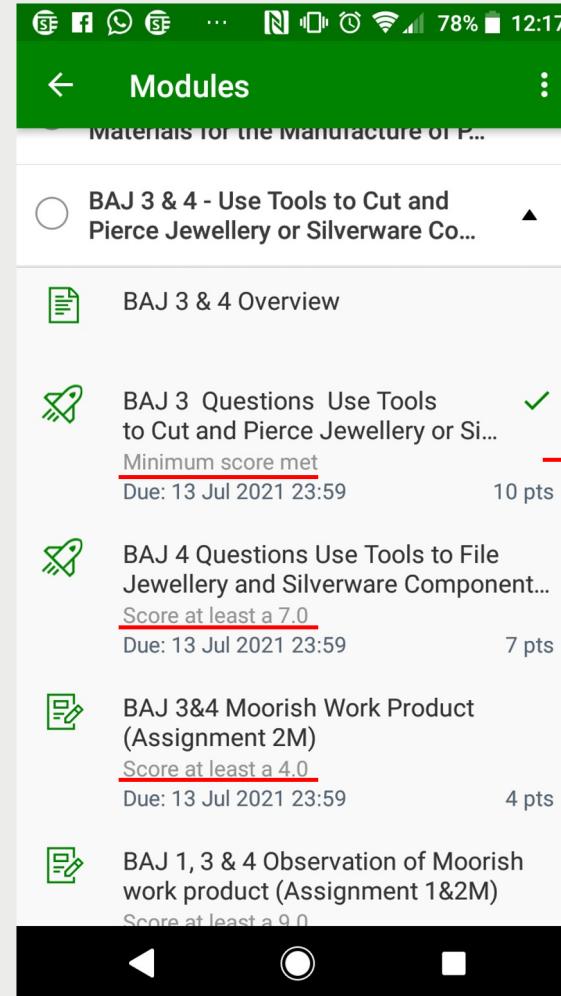 78% 12:17
Modules
Materials for the Manufacture of P...
BAJ 3 & 4 - Use Tools to Cut and
Pierce Jewellery or Silverware Co...
BAJ 3 & 4 Overview
BAJ 3 Questions Use Tools
to Cut and Pierce Jewellery or Si...
Minimum score met
Due: 13 Jul 2021 23:59 10 pts
BAJ 4 Questions Use Tools to File
Jewellery and Silverware Component...
Score at least a 7.0
Due: 13 Jul 2021 23:59 7 pts
BAJ 3&4 Moorish Work Product
(Assignment 2M)
Score at least a 4.0
Due: 13 Jul 2021 23:59 4 pts
BAJ 1, 3 & 4 Observation of Moorish
work product (Assignment 1&2M)
Score at least a 9.0